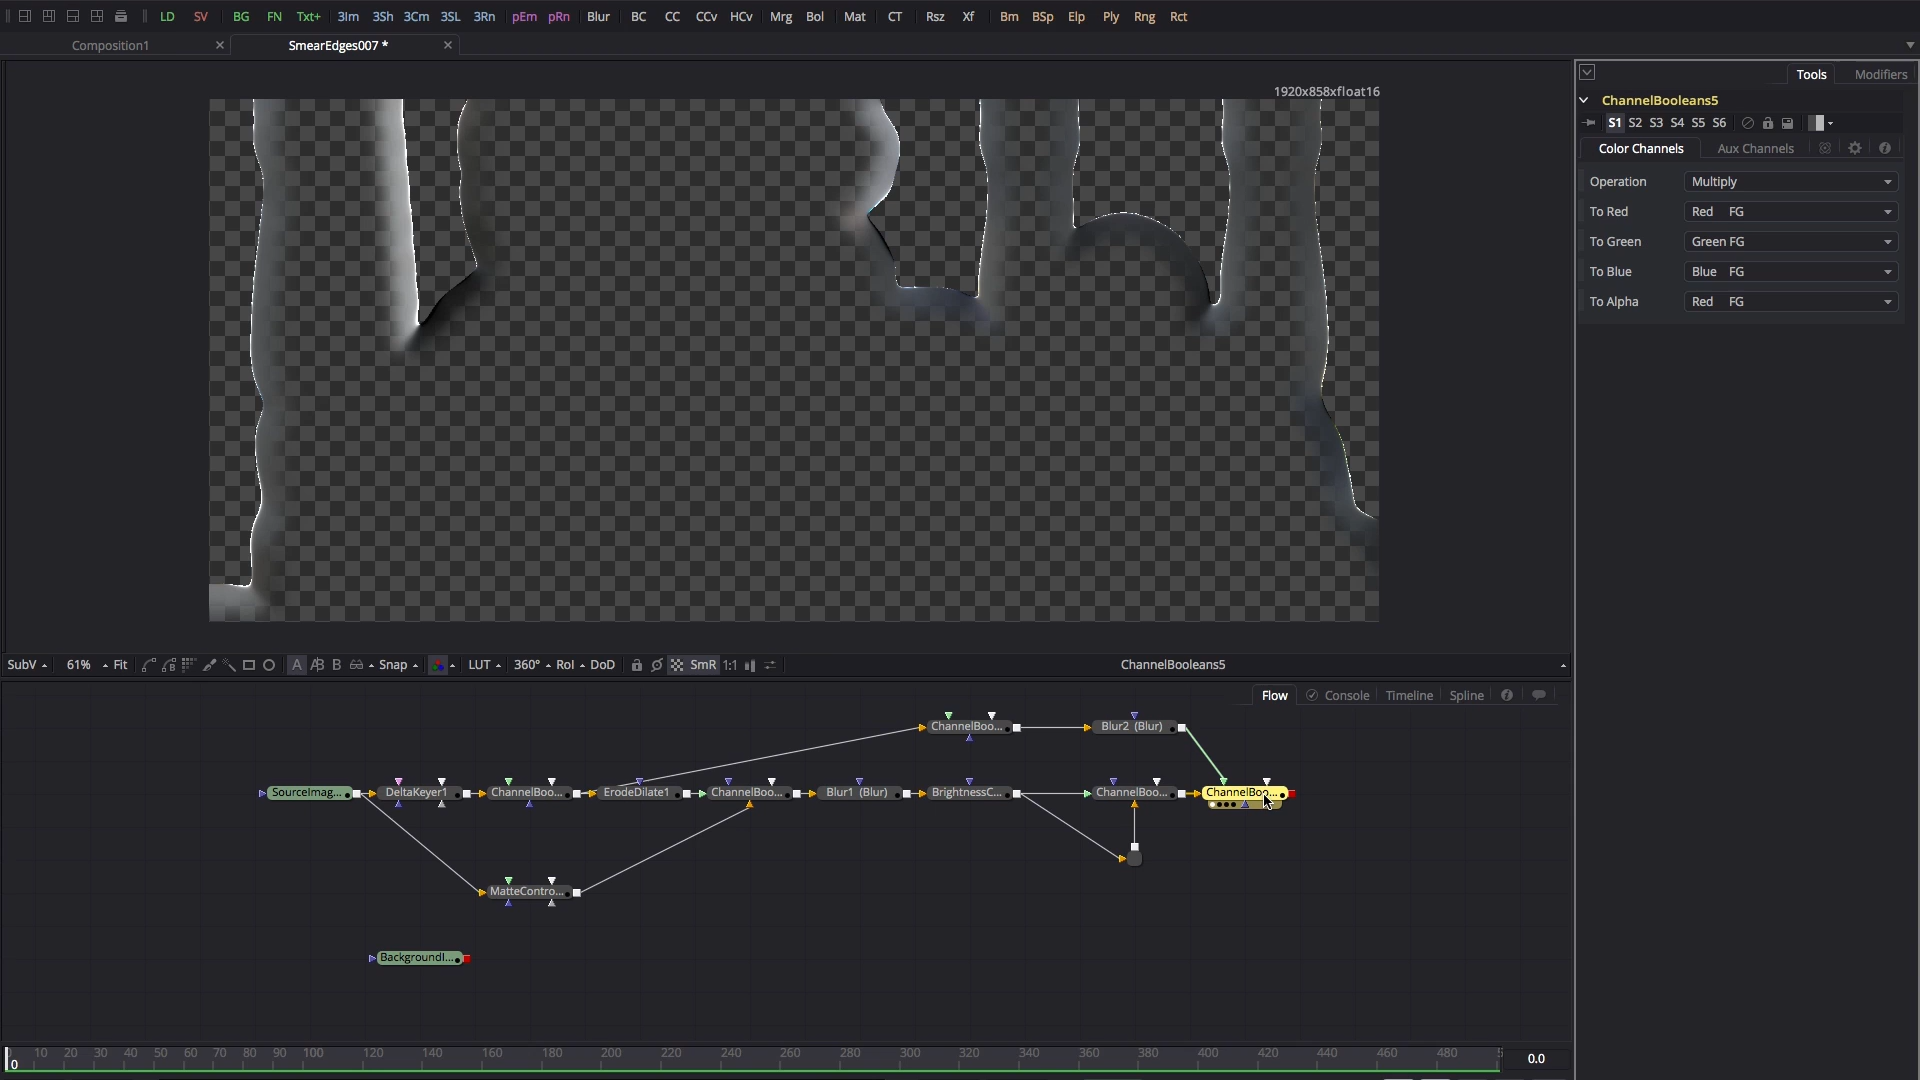 LD SV BG FN Txt+ 3Im 3Sh 3Cm 3SL 3Rn pEm pRn Blur BC CC CCv HCv Mrg Bol Mat CT Rsz Xf Bm BSp Elp Ply Rng Rct
Composition1 SmearEdges007 *
Tools Modifiers
1920x858xfloat16
ChannelBooleans5
S1 S2 S3 S4 S5 S6
Color Channels Aux Channels
Operation Multiply
To Red Red FG
To Green Green FG
To Blue Blue FG
To Alpha Red FG
SubV 61% Fit A B Snap LUT 360° RoI DoD SmR 1:1 ChannelBooleans5
Flow Console Timeline Spline
ChannelBoo... Blur2 (Blur)
SourceImag... DeltaKeyer1 ChannelBoo... ErodeDilate1 ChannelBoo... Blur1 (Blur) BrightnessC... ChannelBoo... ChannelBoo...
MatteContro...
BackgroundI...
0 10 20 30 40 50 60 70 80 90 100 120 140 160 180 200 220 240 260 280 300 320 340 360 380 400 420 440 460 480
0 0.0